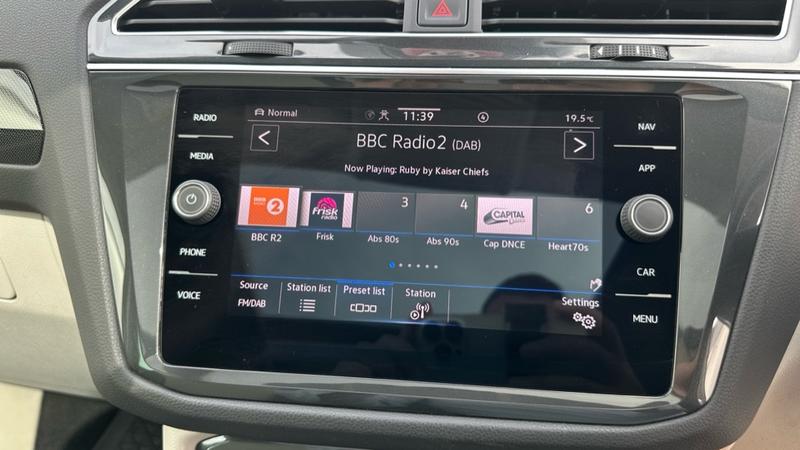 RADIO
MEDIA
PHONE
VOICE
Normal
11:39
19.5℃
BBC Radio2 (DAB)
Now Playing: Ruby by Kaiser Chiefs
2
Frisk
radio
3
4
CAPITAL
6
BBC R2
Frisk
Abs 80s
Abs 90s
Cap DNCE
Heart70s
Source
FM/DAB
Station list
Preset list
Station
Settings
NAV
APP
CAR
MENU